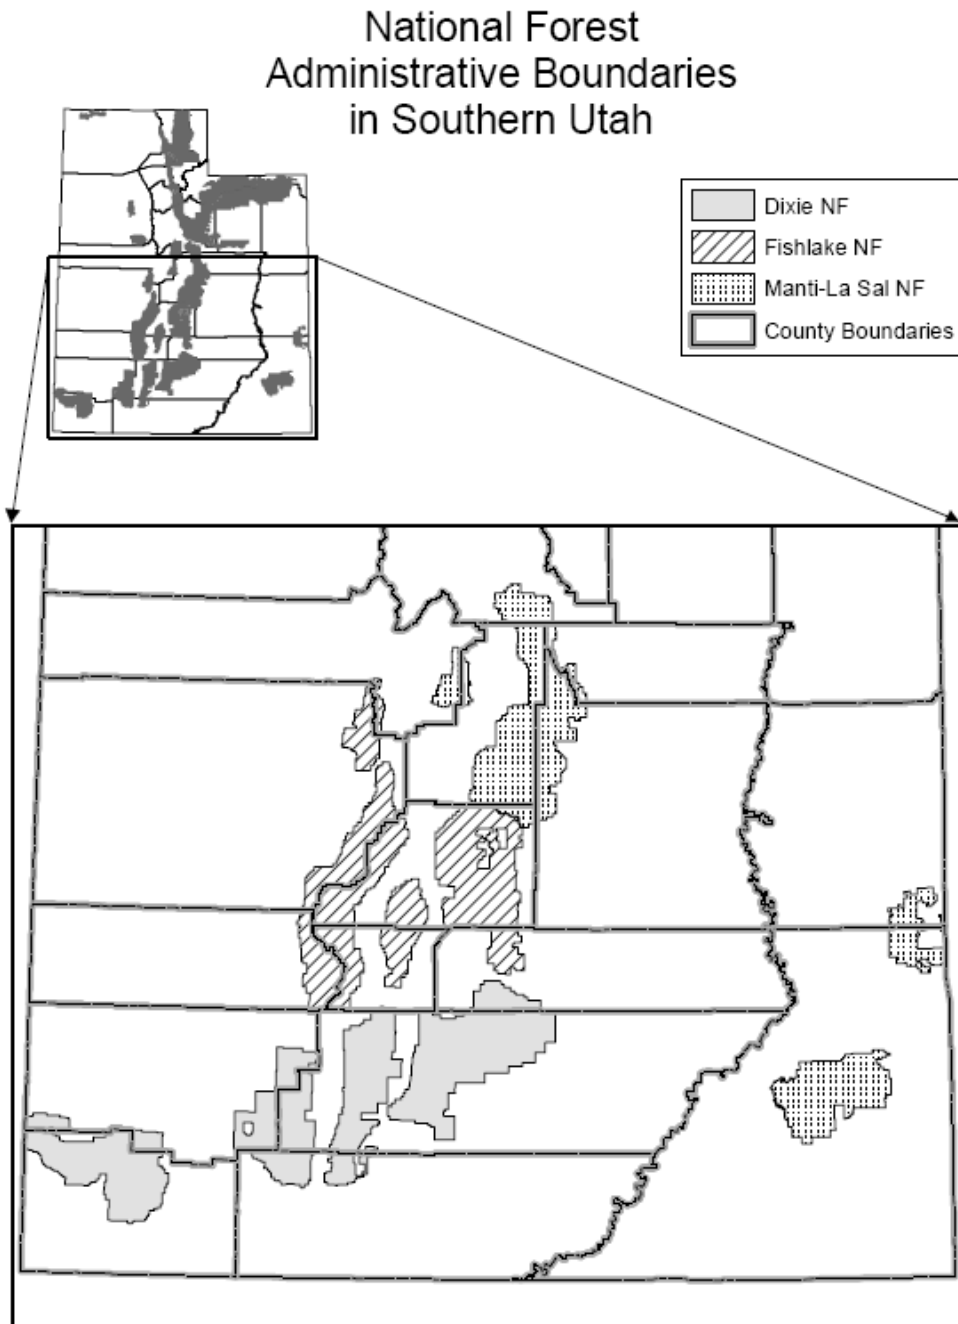 National Forest
Administrative Boundaries
in Southern Utah
Dixie NF
Fishlake NF
Manti-La Sal NF
County Boundaries